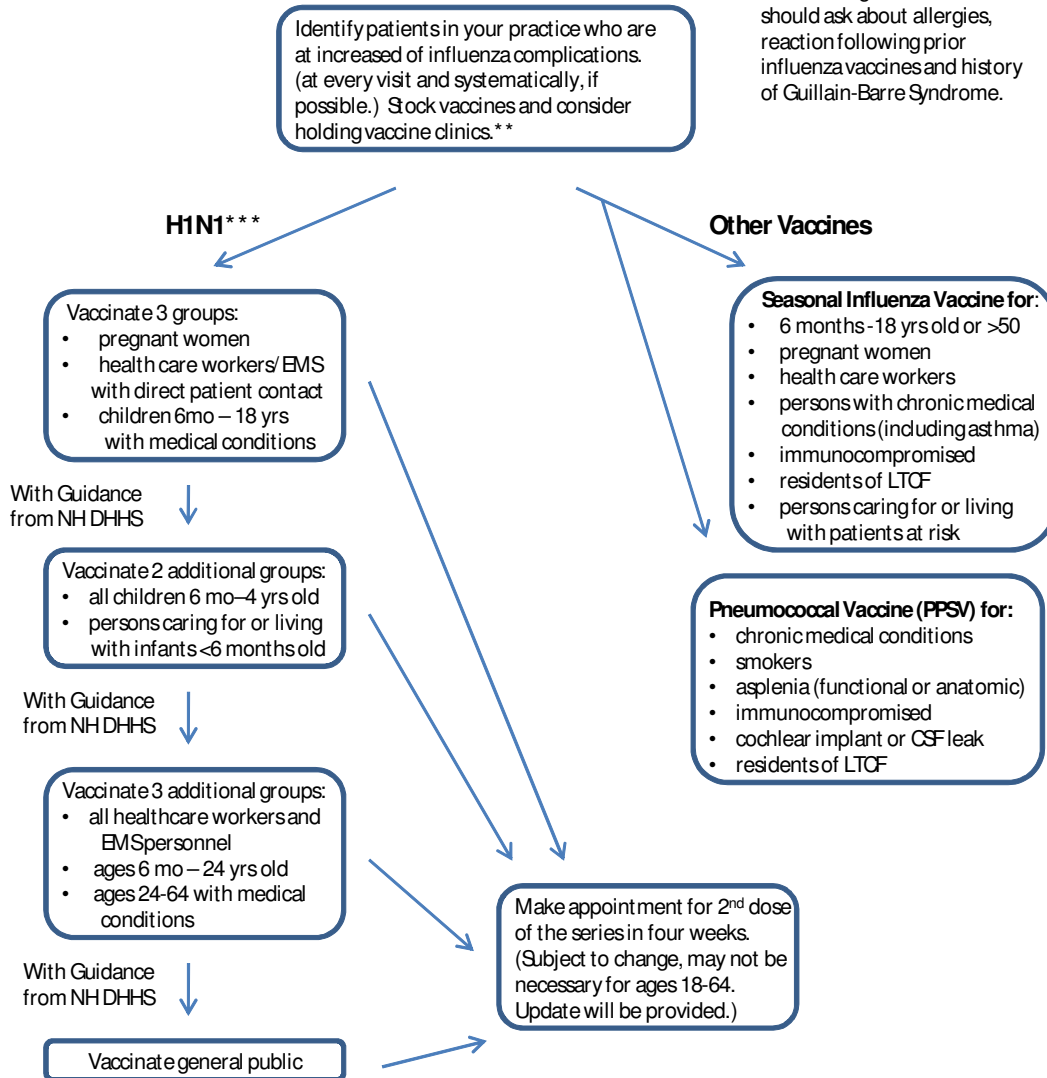 should ask about allergies,
reaction following prior
influenza vaccines and history
of Guillain-Barre Syndrome.
Identify patients in your practice who are
at increased of influenza complications.
(at every visit and systematically, if
possible.) Stock vaccines and consider
holding vaccine clinics.**
H1N1***
Other Vaccines
Vaccinate 3 groups:
• pregnant women
• health care workers/EMS
with direct patient contact
• children 6mo – 18 yrs
with medical conditions
With Guidance
from NH DHHS
Vaccinate 2 additional groups:
• all children 6 mo–4 yrs old
• persons caring for or living
with infants <6 months old
With Guidance
from NH DHHS
Vaccinate 3 additional groups:
• all healthcare workers and
EMS personnel
• ages 6 mo – 24 yrs old
• ages 24-64 with medical
conditions
With Guidance
from NH DHHS
Vaccinate general public
Seasonal Influenza Vaccine for:
• 6 months -18 yrs old or >50
• pregnant women
• health care workers
• persons with chronic medical
conditions (including asthma)
• immunocompromised
• residents of LTCF
• persons caring for or living
with patients at risk
Pneumococcal Vaccine (PPSV) for:
• chronic medical conditions
• smokers
• asplenia (functional or anatomic)
• immunocompromised
• cochlear implant or CSF leak
• residents of LTCF
Make appointment for 2nd dose
of the series in four weeks.
(Subject to change, may not be
necessary for ages 18-64.
Update will be provided.)